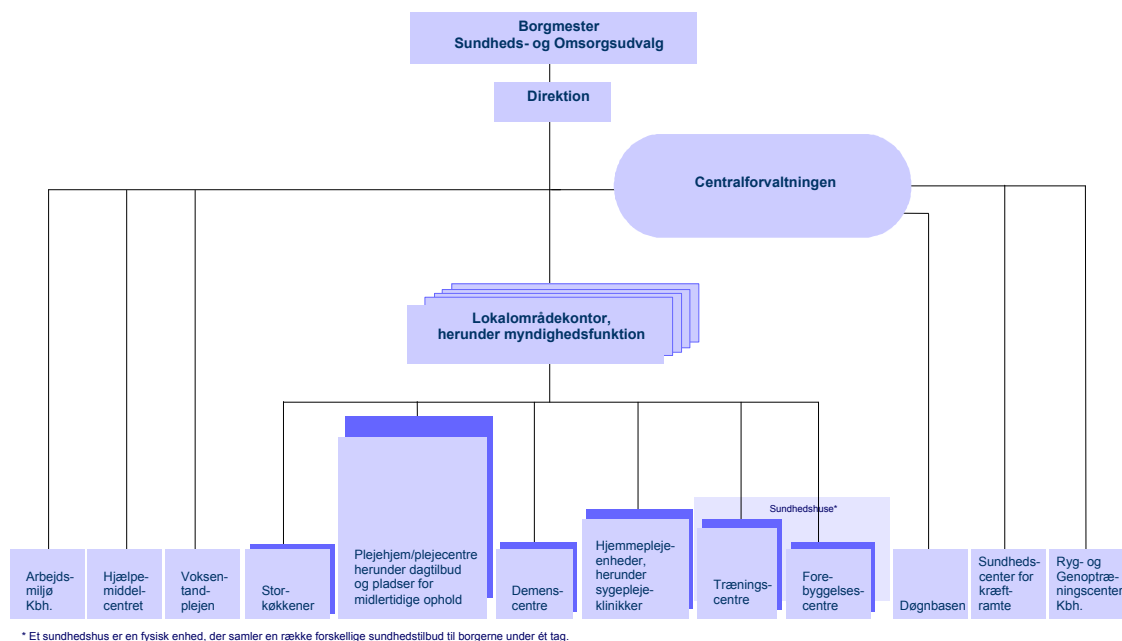 Borgmester
Sundheds- og Omsorgsudvalg
Direktion
Centralforvaltningen
Lokalområdekontor,
herunder myndighedsfunktion
Sundhedshuse*
Arbejds-
miljø
Kbh.
Hjælpe-
middel-
centret
Voksen-
tand-
plejen
Stor-
køkkener
Plejehjem/plejecentre
herunder dagtilbud
og pladser for
midlertidige ophold
Demens-
centre
Hjemmepleje-
enheder,
herunder
sygepleje-
klinikker
Trænings-
centre
Fore-
byggelses-
centre
Døgnbasen
Sundheds-
center for
kræft-
ramte
Ryg- og
Genoptræ-
ningscenter
Kbh.
* Et sundhedshus er en fysisk enhed, der samler en række forskellige sundhedstilbud til borgerne under ét tag.